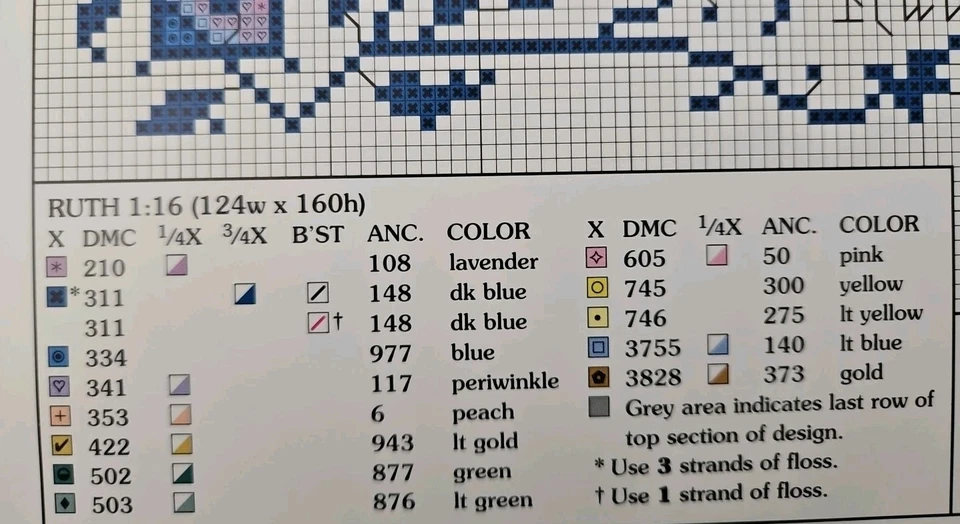 RUTH 1:16 (124w x 160h)
X DMC 1/4X 3/4X B'ST ANC. COLOR
210 108 lavender
*311 148 dk blue
311 † 148 dk blue
334 977 blue
341 117 periwinkle
353 6 peach
422 943 lt gold
502 877 green
503 876 lt green
X DMC 1/4X ANC. COLOR
605 50 pink
745 300 yellow
746 275 lt yellow
3755 140 lt blue
3828 373 gold
Grey area indicates last row of
top section of design.
* Use 3 strands of floss.
† Use 1 strand of floss.